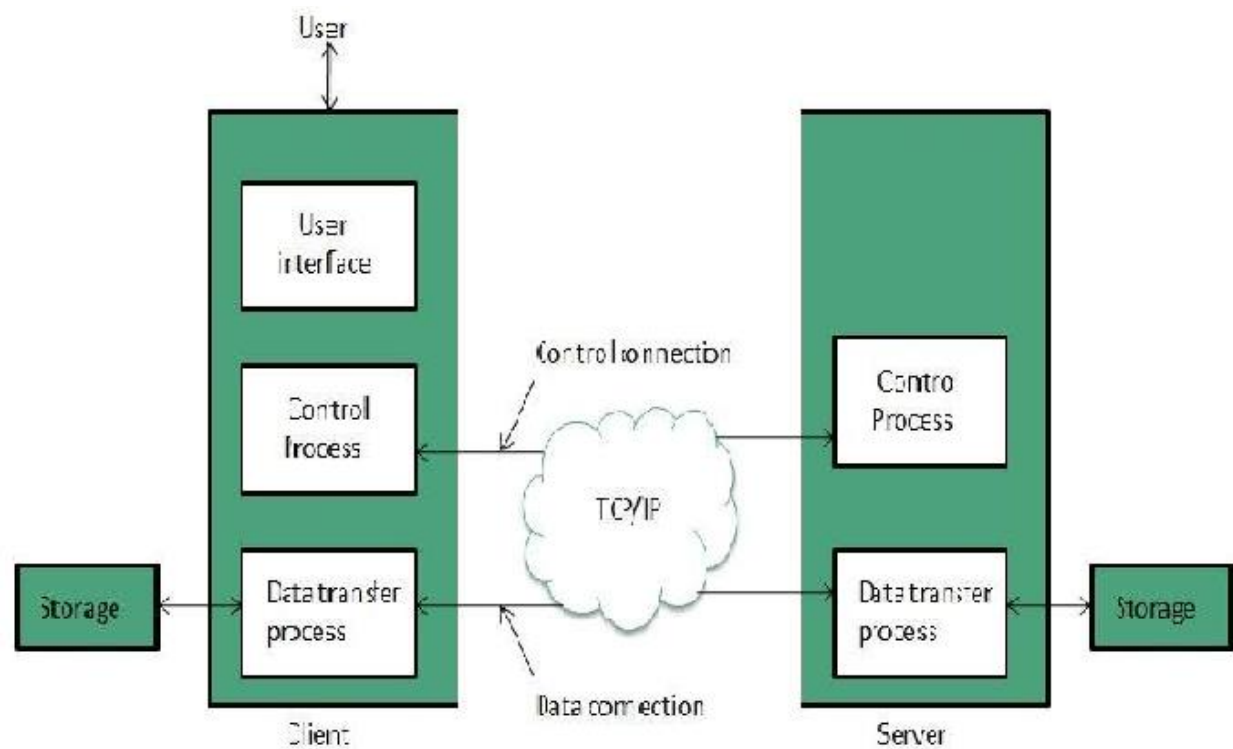 User
User
interface
Control connection
Control
Process
Contro
Process
TCP/IP
Storage
Data transfer
process
Data transfer
process
Storage
Data connection
Client
Server